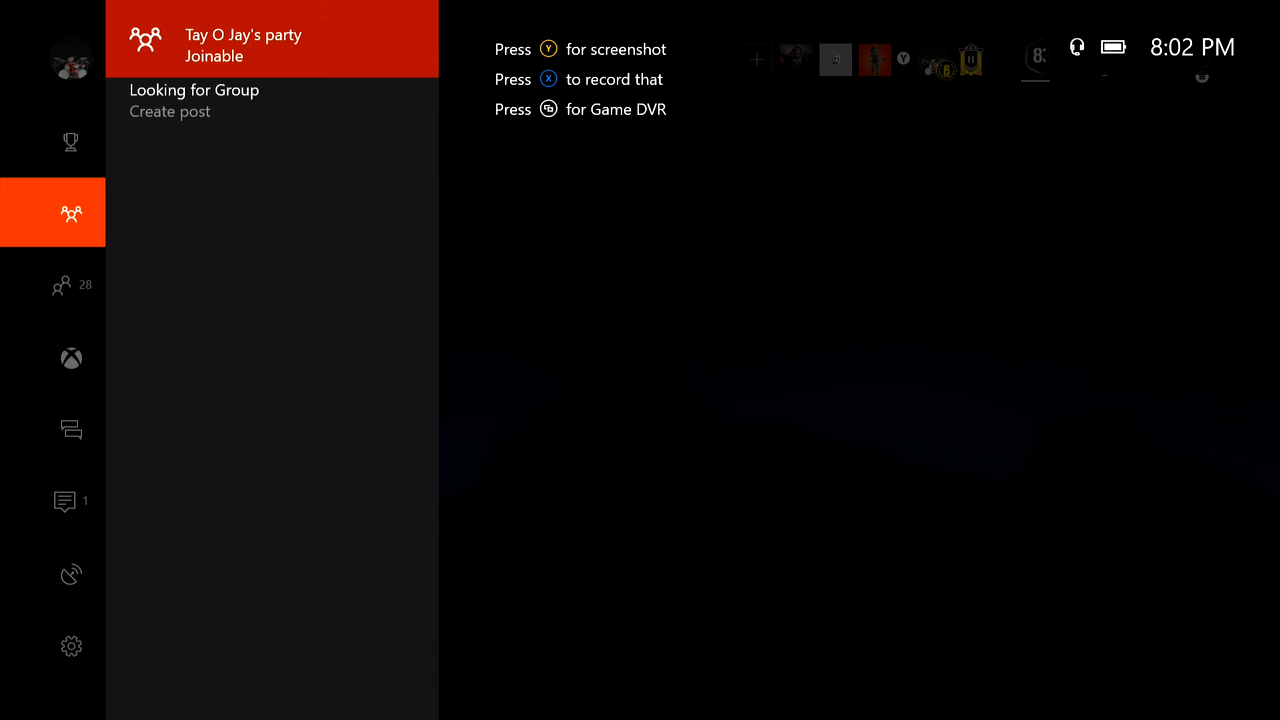 Tay O Jay's party
Joinable
Looking for Group
Create post
28
1
Press Y for screenshot
Press X to record that
Press for Game DVR
Y
8:02 PM